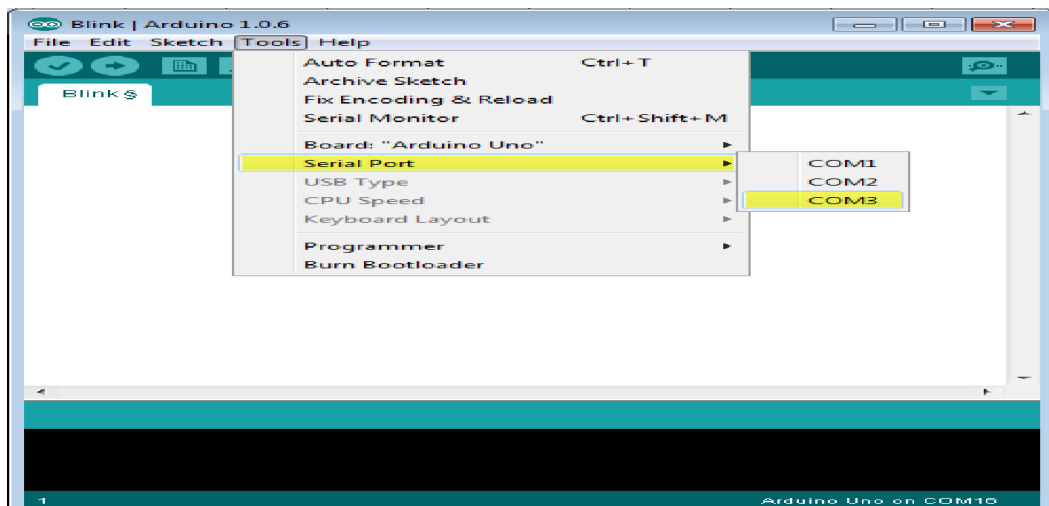 Blink | Arduino 1.0.6
File Edit Sketch Tools Help
Auto Format Ctrl+T
Archive Sketch
Blink§
Fix Encoding & Reload
Serial Monitor Ctrl+Shift+M
Board: "Arduino Uno"
Serial Port
COM1
USB Type
COM2
CPU Speed
COM3
Keyboard Layout
Programmer
Burn Bootloader
1 Arduino Uno on COM16